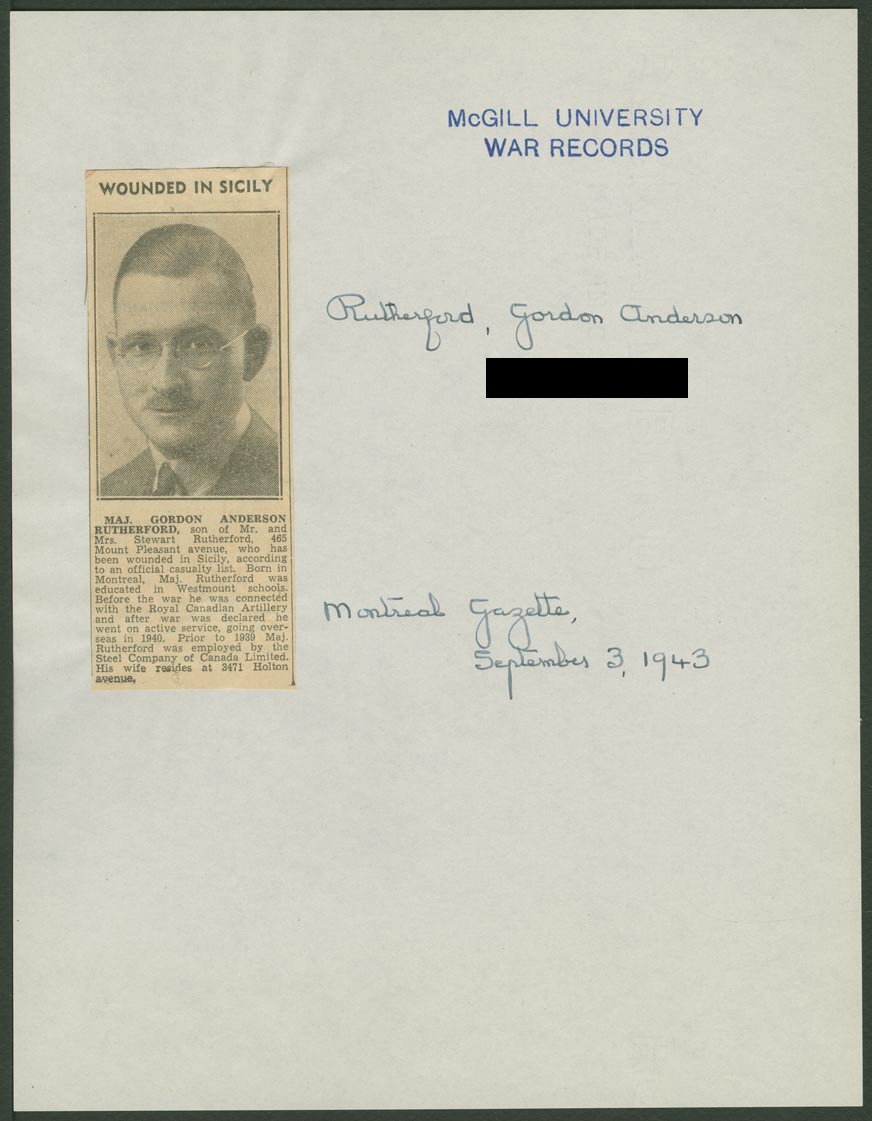 McGILL UNIVERSITY
WAR RECORDS
WOUNDED IN SICILY
Rutherford, Gordon Anderson
MAJ. GORDON ANDERSON
RUTHERFORD, son of Mr. and
Mrs. Stewart Rutherford, 465
Mount Pleasant avenue, who has
been wounded in Sicily, according
to an official casualty list. Born in
Montreal, Maj. Rutherford was
educated in Westmount schools.
Before the war he was connected
with the Royal Canadian Artillery
and after war was declared he
went on active service, going over-
seas in 1940. Prior to 1939 Maj.
Rutherford was employed by the
Steel Company of Canada Limited.
His wife resides at 3471 Holton
avenue.
Montreal Gazette,
September 3, 1943